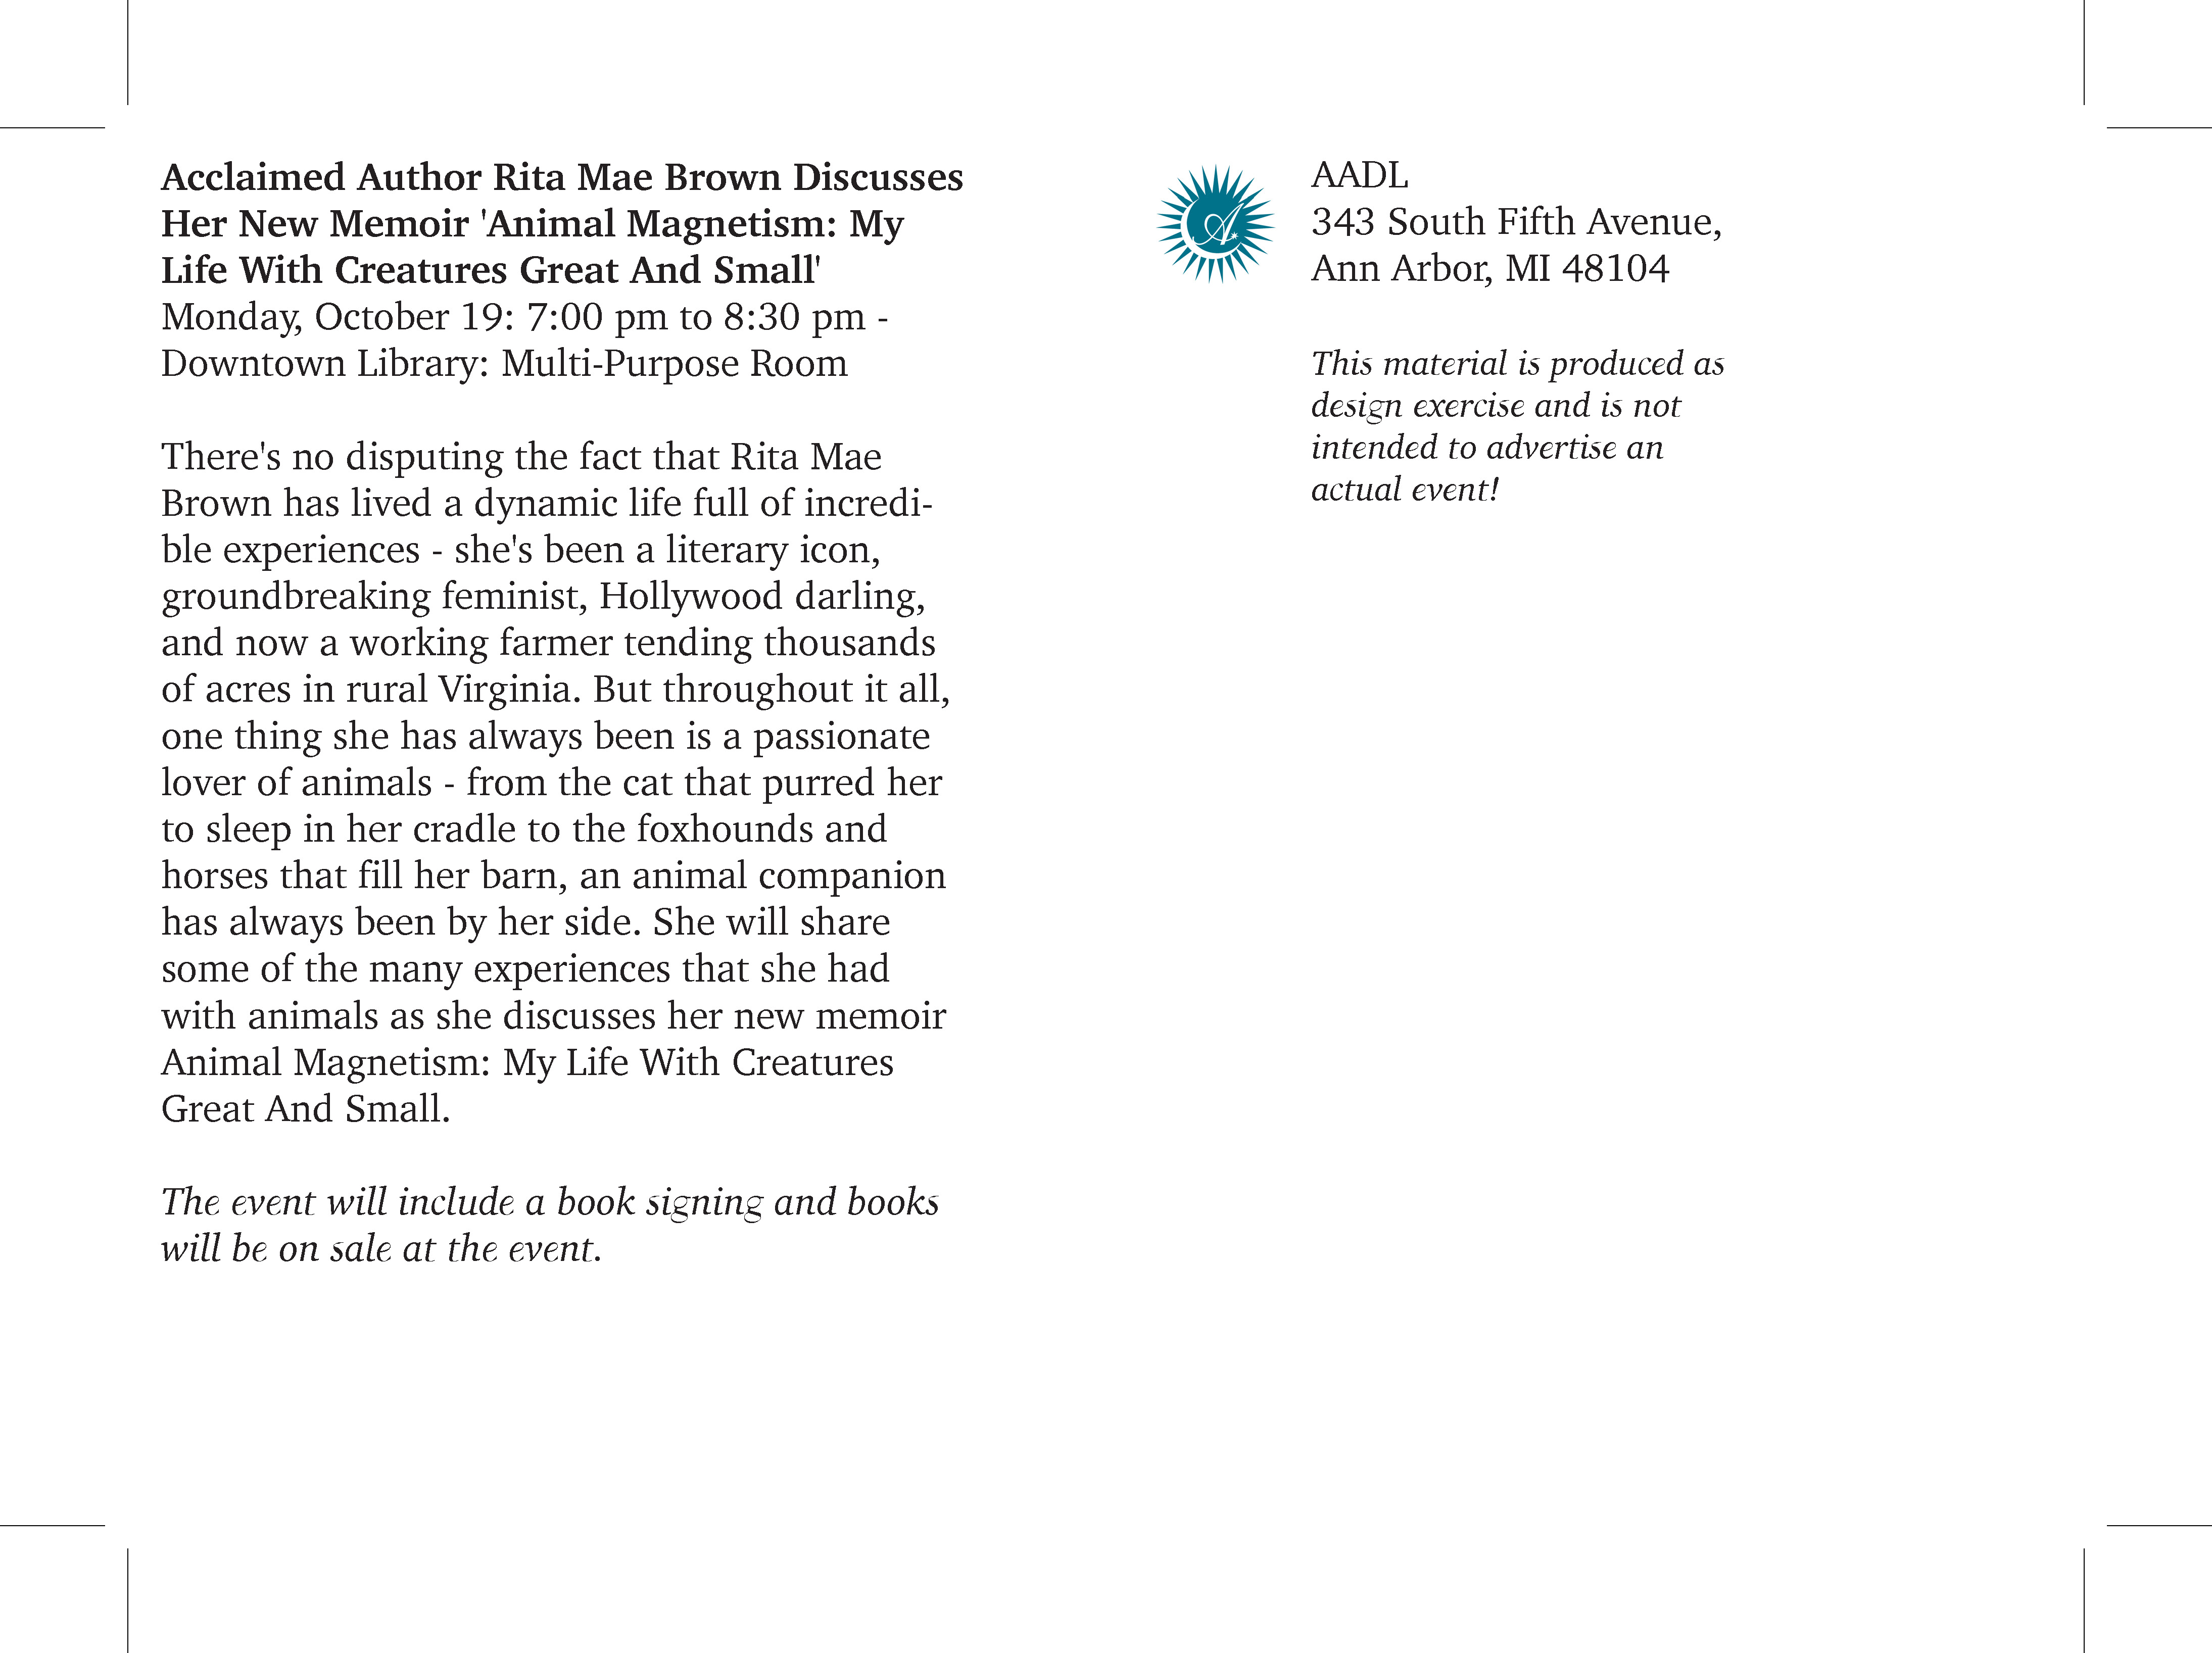 Acclaimed Author Rita Mae Brown Discusses
Her New Memoir 'Animal Magnetism: My
Life With Creatures Great And Small'
Monday, October 19: 7:00 pm to 8:30 pm -
Downtown Library: Multi-Purpose Room
There's no disputing the fact that Rita Mae
Brown has lived a dynamic life full of incredi-
ble experiences - she's been a literary icon,
groundbreaking feminist, Hollywood darling,
and now a working farmer tending thousands
of acres in rural Virginia. But throughout it all,
one thing she has always been is a passionate
lover of animals - from the cat that purred her
to sleep in her cradle to the foxhounds and
horses that fill her barn, an animal companion
has always been by her side. She will share
some of the many experiences that she had
with animals as she discusses her new memoir
Animal Magnetism: My Life With Creatures
Great And Small.
The event will include a book signing and books
will be on sale at the event.
A
AADL
343 South Fifth Avenue,
Ann Arbor, MI 48104
This material is produced as
design exercise and is not
intended to advertise an
actual event!